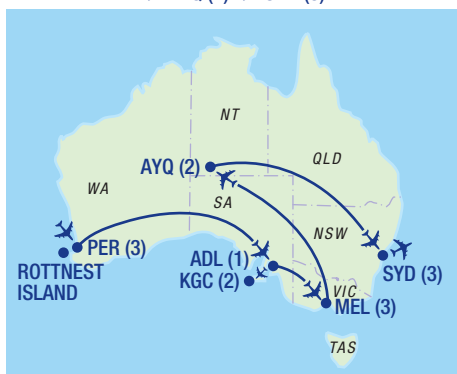 NT
QLD
AYQ (2)
WA
SA
NSW
PER (3)
ROTTNEST
ISLAND
ADL (1)
KGC (2)
SYD (3)
VIC
MEL (3)
TAS